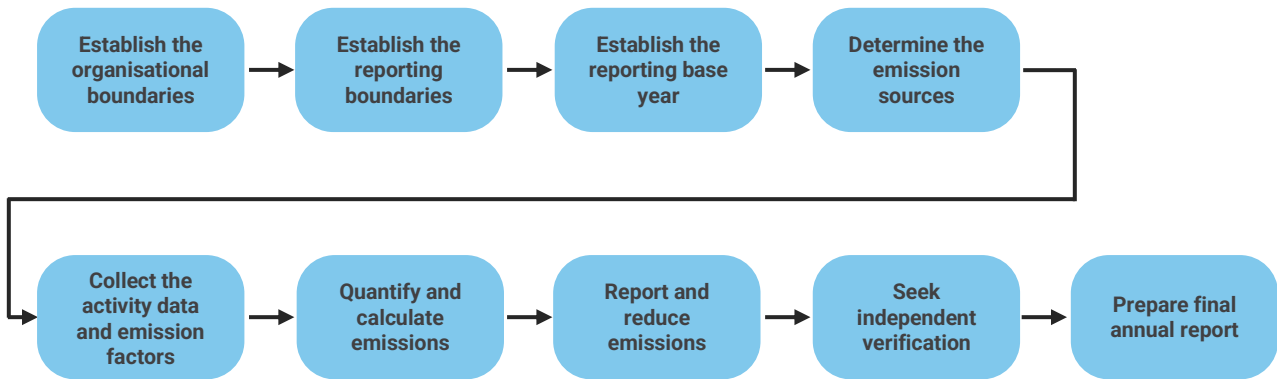 Establish the
organisational
boundaries
Establish the
reporting
boundaries
Establish the
reporting base
year
Determine the
emission
sources
Collect the
activity data
and emission
factors
Quantify and
calculate
emissions
Report and
reduce
emissions
Seek
independent
verification
Prepare final
annual report